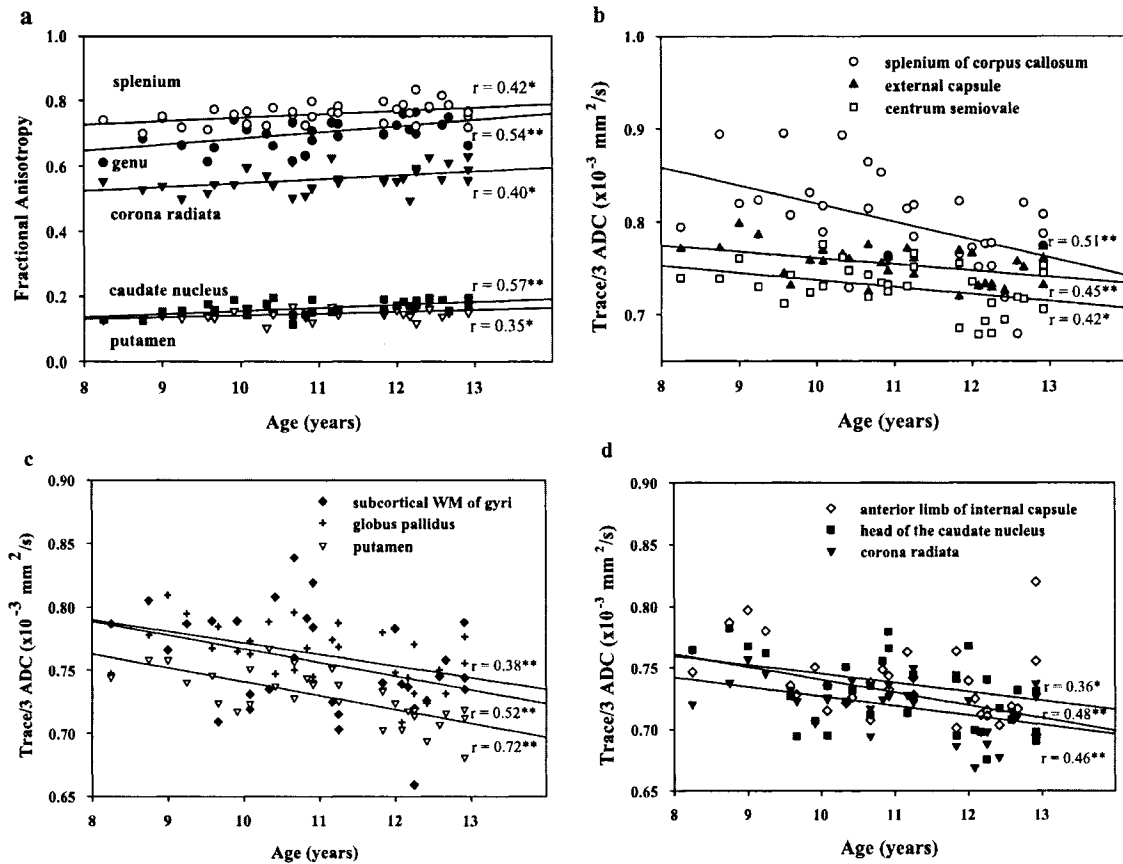 a
1.0
0.8
0.6
0.4
0.2
0.0
Fractional Anisotropy
splenium
r = 0.42*
r = 0.54**
genu
r = 0.40*
corona radiata
caudate nucleus
r = 0.57**
putamen
r = 0.35*
8 9 10 11 12 13
Age (years)
b
1.0
0.9
0.8
0.7
Trace/3 ADC (x10⁻³ mm²/s)
splenium of corpus callosum
external capsule
centrum semiovale
r = 0.51**
r = 0.45**
r = 0.42*
8 9 10 11 12 13
Age (years)
c
0.90
0.85
0.80
0.75
0.70
0.65
Trace/3 ADC (x10⁻³ mm²/s)
subcortical WM of gyri
globus pallidus
putamen
r = 0.38**
r = 0.52**
r = 0.72**
8 9 10 11 12 13
Age (years)
d
0.90
0.85
0.80
0.75
0.70
0.65
Trace/3 ADC (x10⁻³ mm²/s)
anterior limb of internal capsule
head of the caudate nucleus
corona radiata
r = 0.36*
r = 0.48**
r = 0.46**
8 9 10 11 12 13
Age (years)